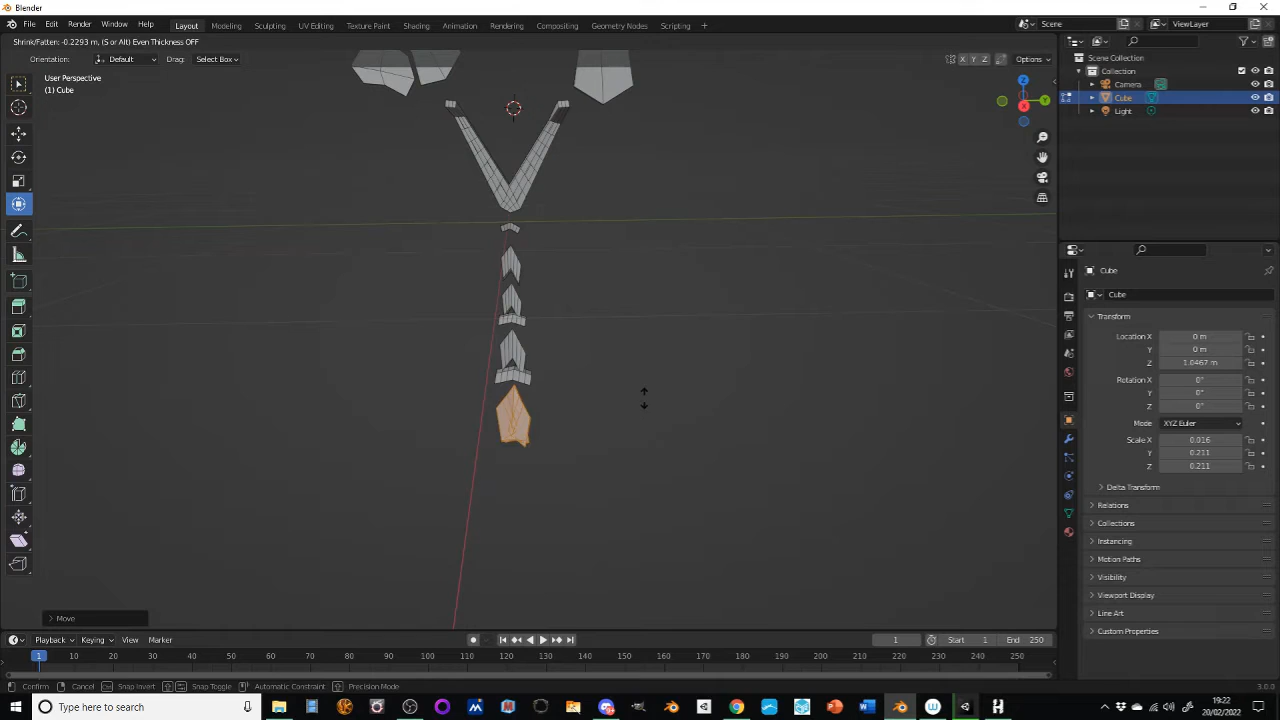 Blender
File Edit Render Window Help Layout Modeling Sculpting UV Editing Texture Paint Shading Animation Rendering Compositing Geometry Nodes Scripting + Scene ViewLayer
Shrink/Fatten: -0.2293 m, (S or Alt) Even Thickness OFF
Orientation: Default Drag: Select Box X Y Z Options
User Perspective
(1) Cube
Scene Collection
Collection
Camera
Cube
Light
Z
Y
X
Cube
Cube
Transform
Location X 0 m
Y 0 m
Z 1.0467 m
Rotation X 0°
Y 0°
Z 0°
Mode XYZ Euler
Scale X 0.016
Y 0.211
Z 0.211
Delta Transform
Relations
Collections
Instancing
Motion Paths
Visibility
Viewport Display
Line Art
Custom Properties
Move
Playback Keying View Marker 1 Start 1 End 250
1 10 20 30 40 50 60 70 80 90 100 110 120 130 140 150 160 170 180 190 200 210 220 230 240 250
Confirm Cancel Snap Invert Snap Toggle Automatic Constraint Precision Mode 3.0.0
Type here to search
19:22
20/02/2022